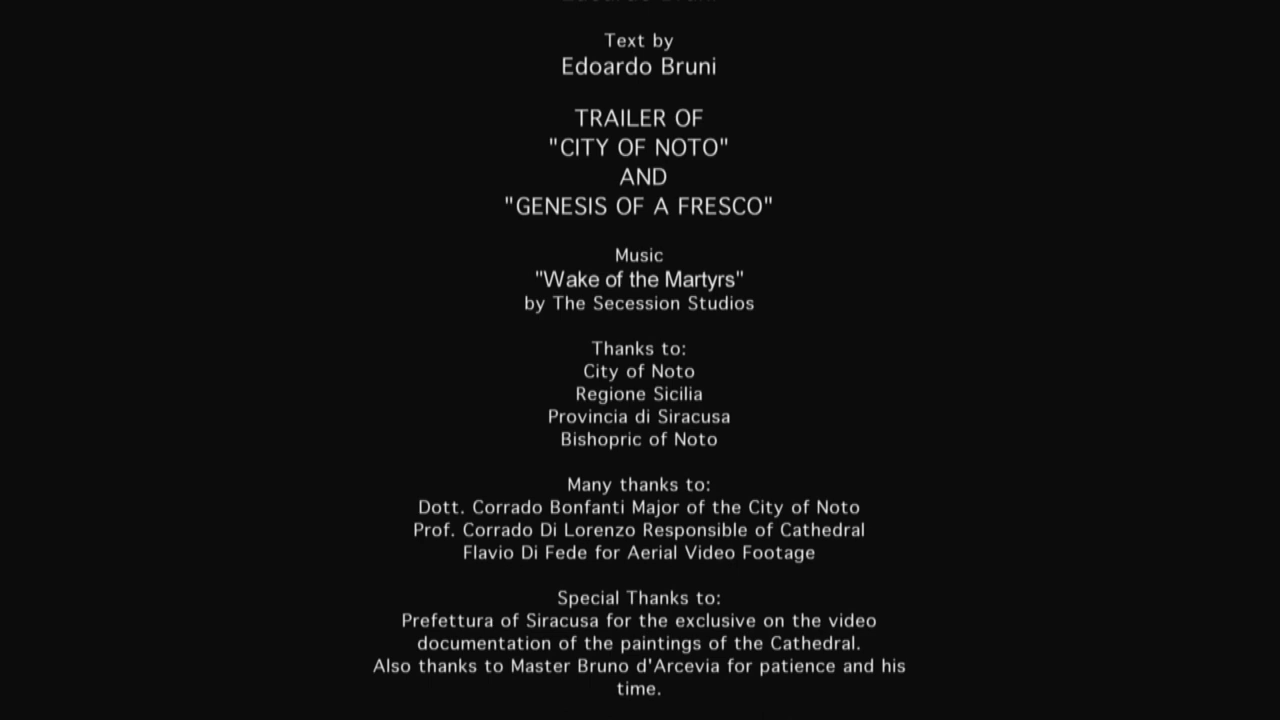 Text by
Edoardo Bruni
TRAILER OF
"CITY OF NOTO"
AND
"GENESIS OF A FRESCO"
Music
"Wake of the Martyrs"
by The Secession Studios
Thanks to:
City of Noto
Regione Sicilia
Provincia di Siracusa
Bishopric of Noto
Many thanks to:
Dott. Corrado Bonfanti Major of the City of Noto
Prof. Corrado Di Lorenzo Responsible of Cathedral
Flavio Di Fede for Aerial Video Footage
Special Thanks to:
Prefettura of Siracusa for the exclusive on the video
documentation of the paintings of the Cathedral.
Also thanks to Master Bruno d'Arcevia for patience and his
time.